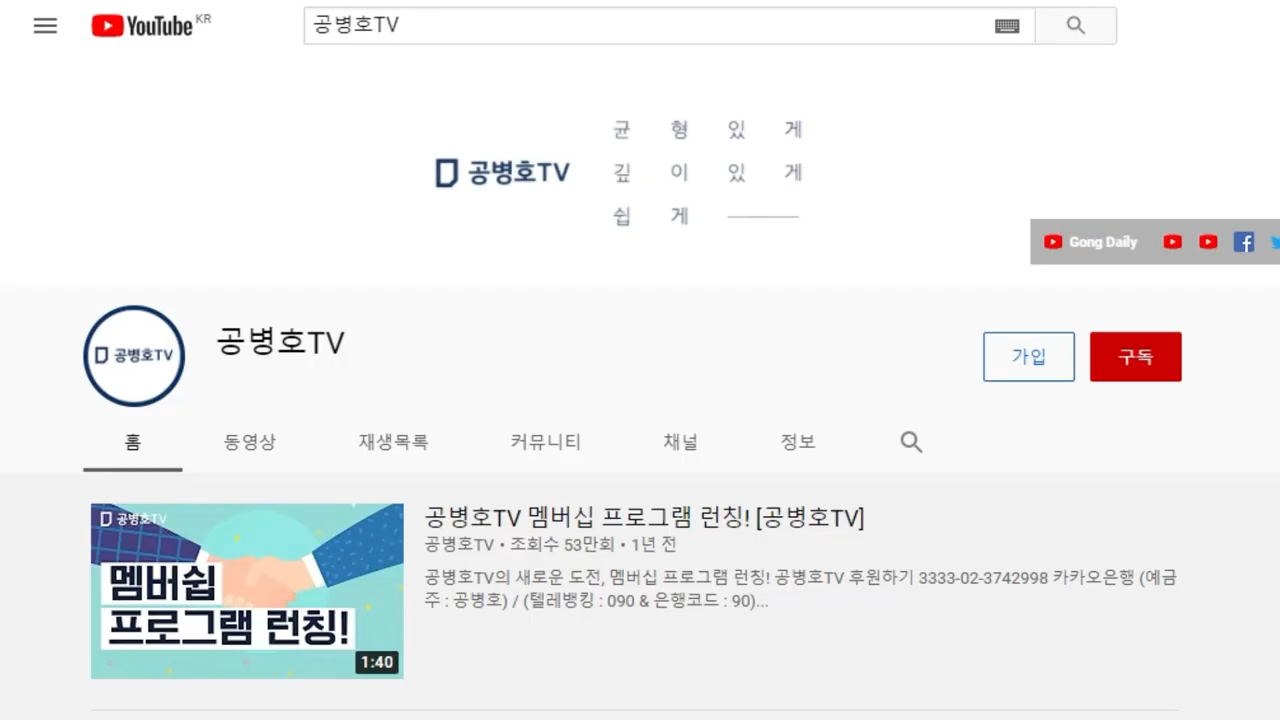 YouTube KR
공병호TV
균 형 있 게
공병호TV
깊 이 있 게
쉽 게
Gong Daily
공병호TV
공병호TV
가입
구독
홈
동영상
재생목록
커뮤니티
채널
정보
공병호TV
멤버쉽
프로그램 런칭!
1:40
공병호TV 멤버십 프로그램 런칭! [공병호TV]
공병호TV • 조회수 53만회 • 1년 전
공병호TV의 새로운 도전, 멤버십 프로그램 런칭! 공병호TV 후원하기 3333-02-3742998 카카오은행 (예금
주 : 공병호) / (텔레뱅킹 : 090 & 은행코드 : 90)...